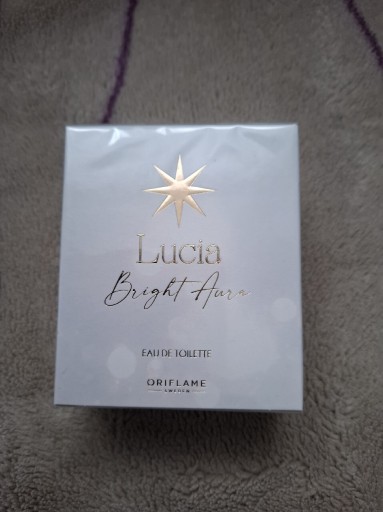 Lucia
Bright Aura
EAU DE TOILETTE
ORIFLAME
SWEDEN